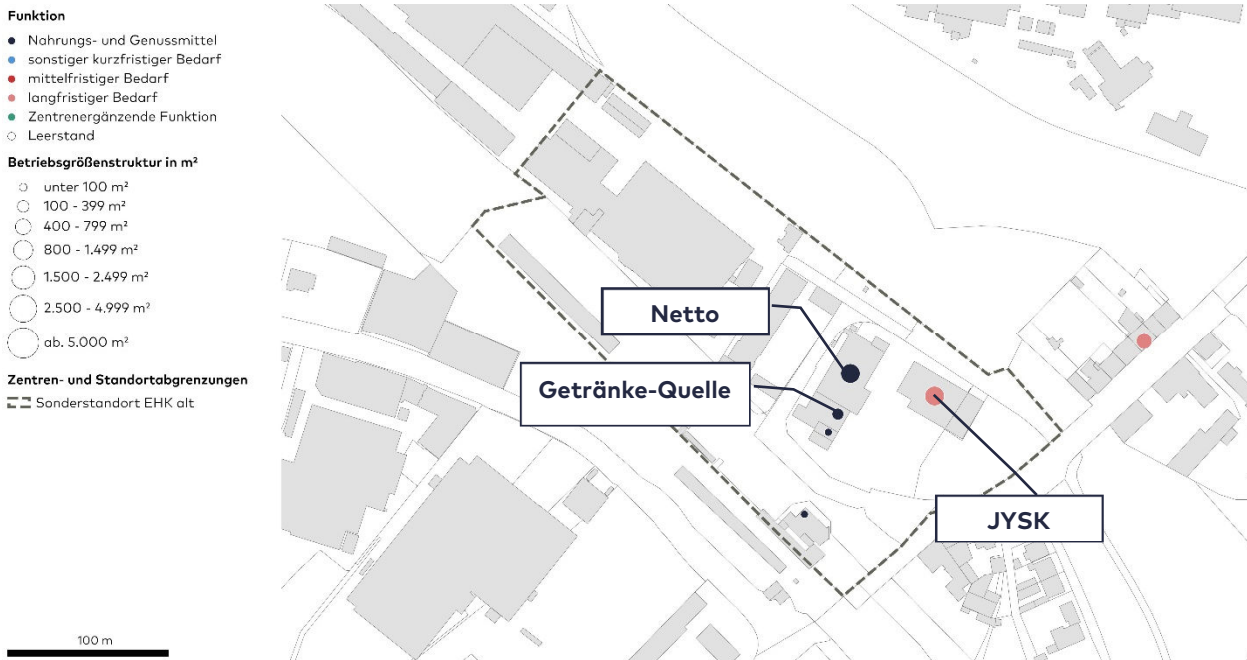 Funktion
Nahrungs- und Genussmittel
sonstiger kurzfristiger Bedarf
mittelfristiger Bedarf
langfristiger Bedarf
Zentrenergänzende Funktion
Leerstand
Betriebsgrößenstruktur in m²
unter 100 m²
100 - 399 m²
400 - 799 m²
800 - 1.499 m²
1.500 - 2.499 m²
2.500 - 4.999 m²
ab. 5.000 m²
Zentren- und Standortabgrenzungen
Sonderstandort EHK alt
100 m
Netto
Getränke-Quelle
JYSK